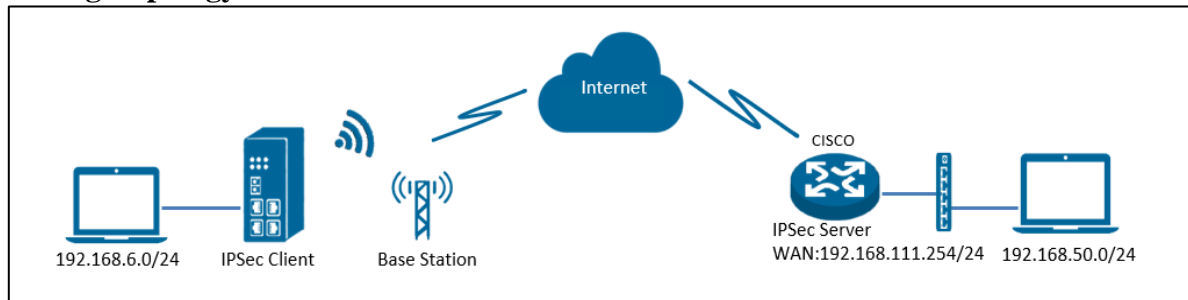 Internet
CISCO
IPSec Server
WAN:192.168.111.254/24
192.168.6.0/24
IPSec Client
Base Station
192.168.50.0/24